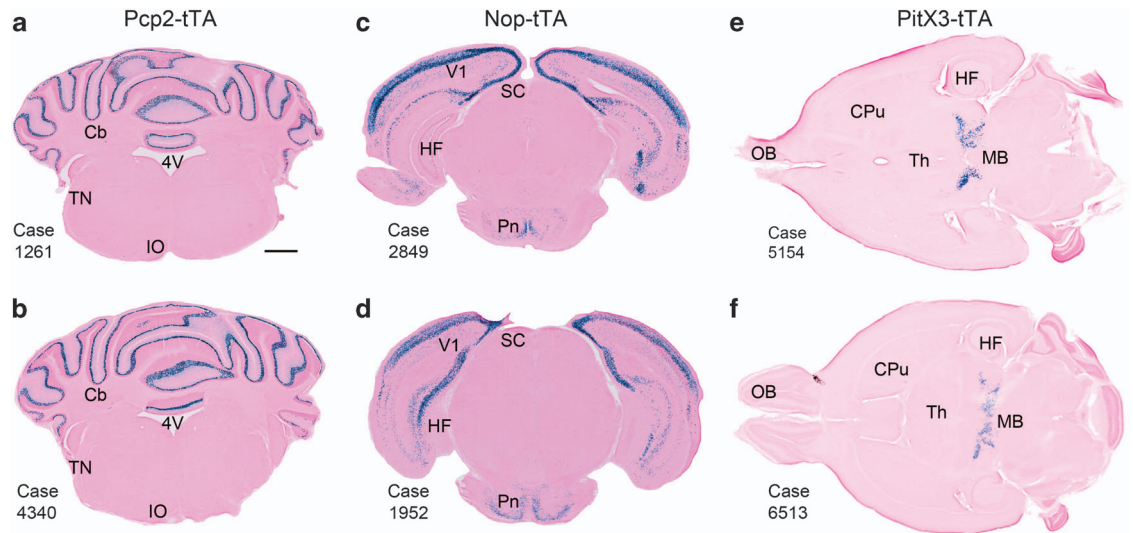 a Pcp2-tTA
Cb
4V
TN
IO
Case
1261
c Nop-tTA
V1
SC
HF
Pn
Case
2849
e PitX3-tTA
HF
CPu
OB
Th
MB
Case
5154
b
Cb
4V
TN
IO
Case
4340
d
V1
SC
HF
Pn
Case
1952
f
HF
CPu
OB
Th
MB
Case
6513